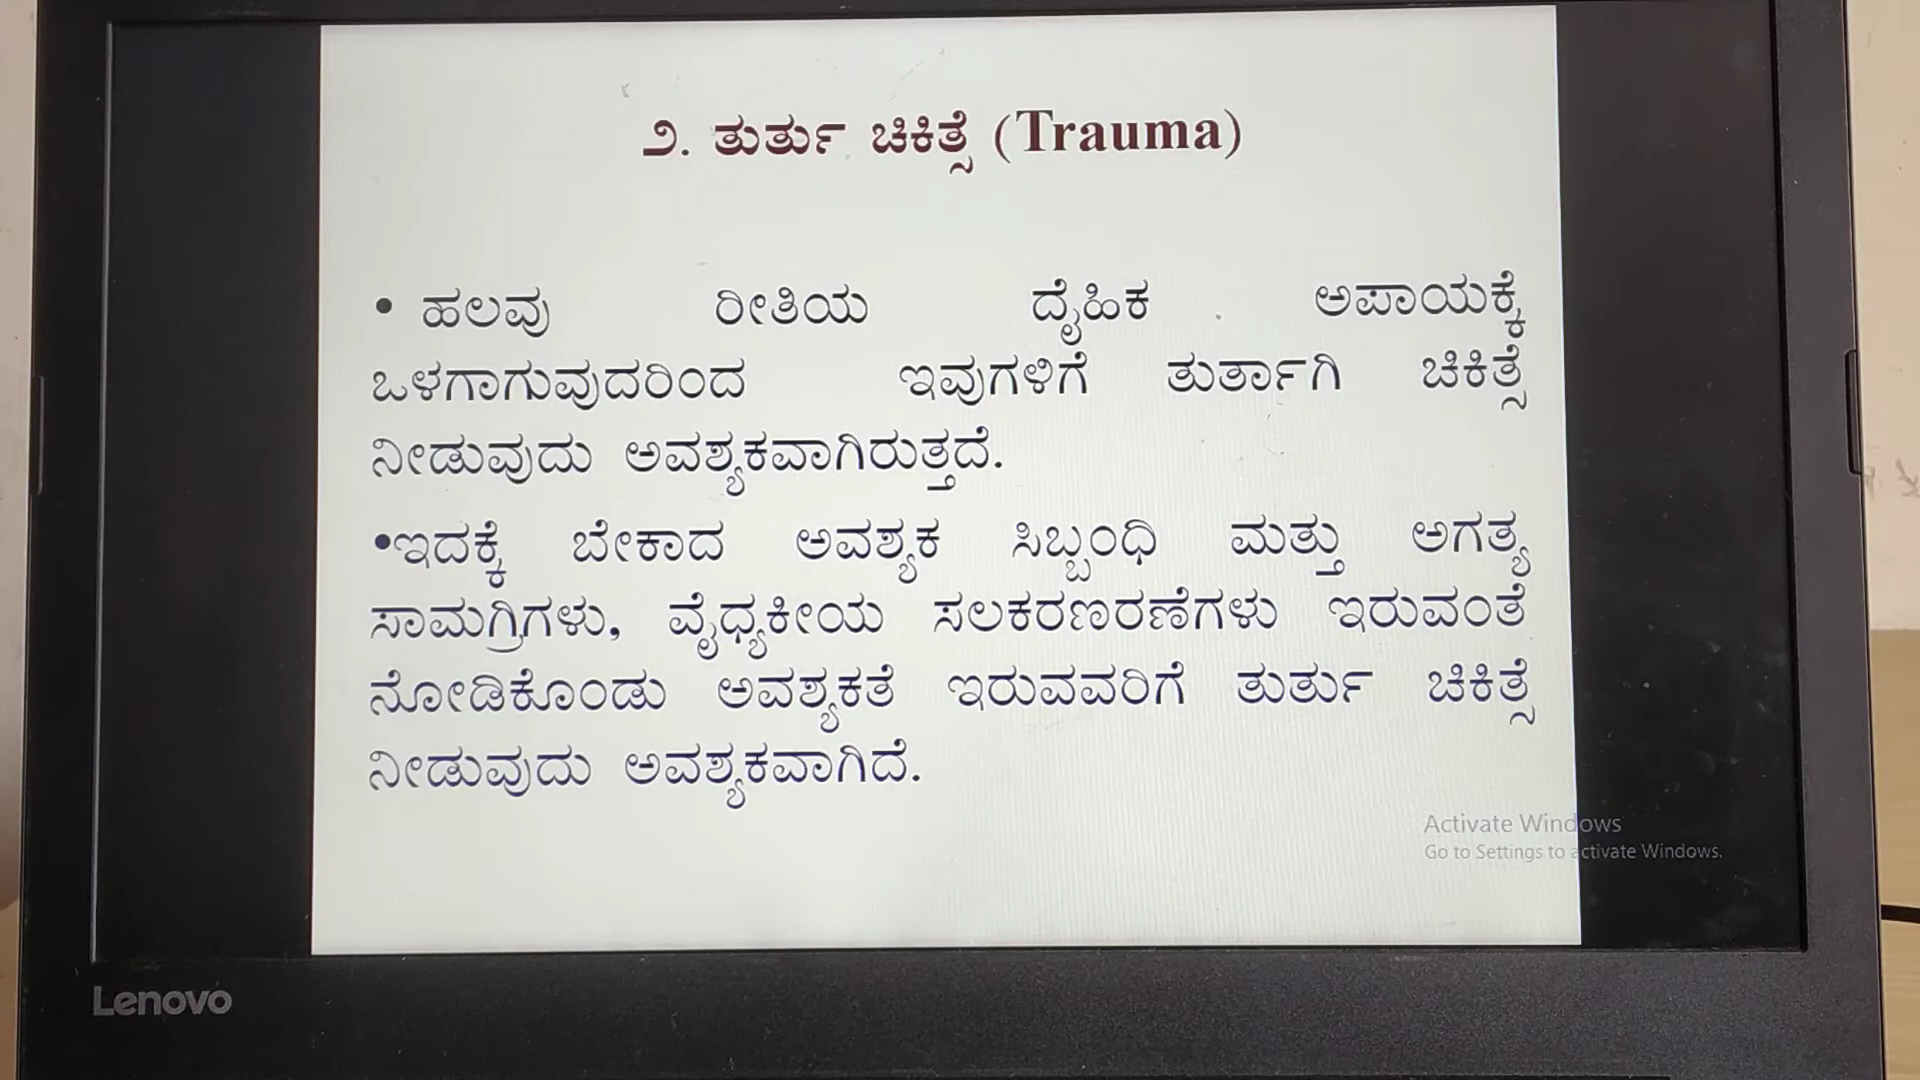 ೨. ತುರ್ತು ಚಿಕಿತ್ಸೆ (Trauma)
• ಹಲವು ರೀತಿಯ ದೈಹಿಕ ಅಪಾಯಕ್ಕೆ
ಒಳಗಾಗುವುದರಿಂದ ಇವುಗಳಿಗೆ ತುರ್ತಾಗಿ ಚಿಕಿತ್ಸೆ
ನೀಡುವುದು ಅವಶ್ಯಕವಾಗಿರುತ್ತದೆ.
•ಇದಕ್ಕೆ ಬೇಕಾದ ಅವಶ್ಯಕ ಸಿಬ್ಬಂಧಿ ಮತ್ತು ಅಗತ್ಯ
ಸಾಮಗ್ರಿಗಳು, ವೈಧ್ಯಕೀಯ ಸಲಕರಣರಣೆಗಳು ಇರುವಂತೆ
ನೋಡಿಕೊಂಡು ಅವಶ್ಯಕತೆ ಇರುವವರಿಗೆ ತುರ್ತು ಚಿಕಿತ್ಸೆ
ನೀಡುವುದು ಅವಶ್ಯಕವಾಗಿದೆ.
Activate Windows
Go to Settings to activate Windows.
Lenovo